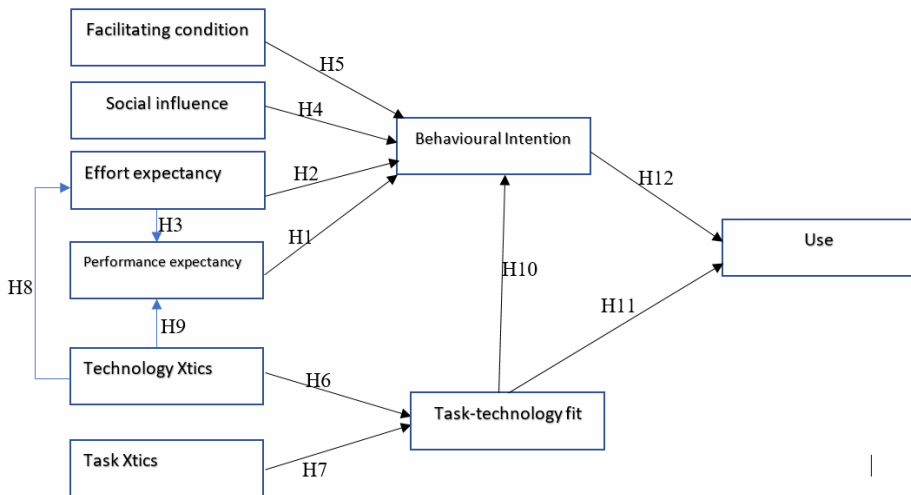 Facilitating condition
H5
Social influence
H4
Behavioural Intention
Effort expectancy
H2
H12
H3
H1
Performance expectancy
Use
H8
H10
H9
H11
Technology Xtics
H6
Task-technology fit
Task Xtics
H7